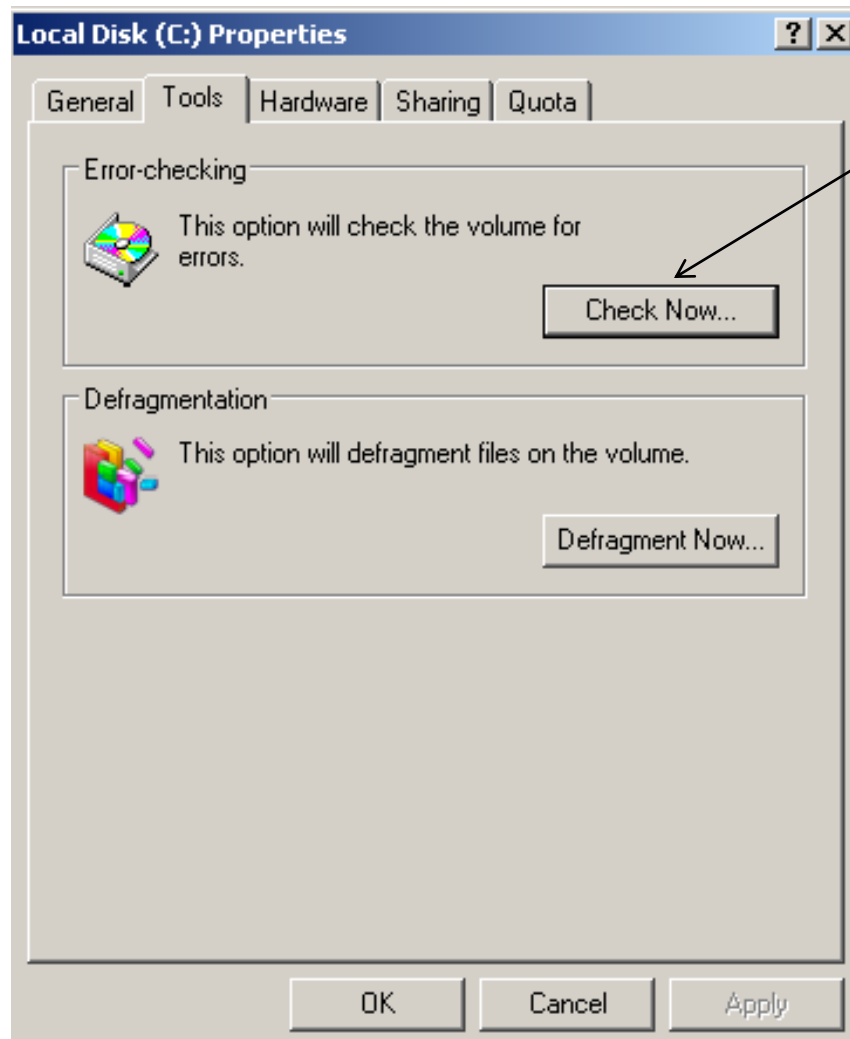 Local Disk (C:) Properties
General Tools Hardware Sharing Quota
Error-checking
This option will check the volume for
errors.
Check Now...
Defragmentation
This option will defragment files on the volume.
Defragment Now...
OK Cancel Apply